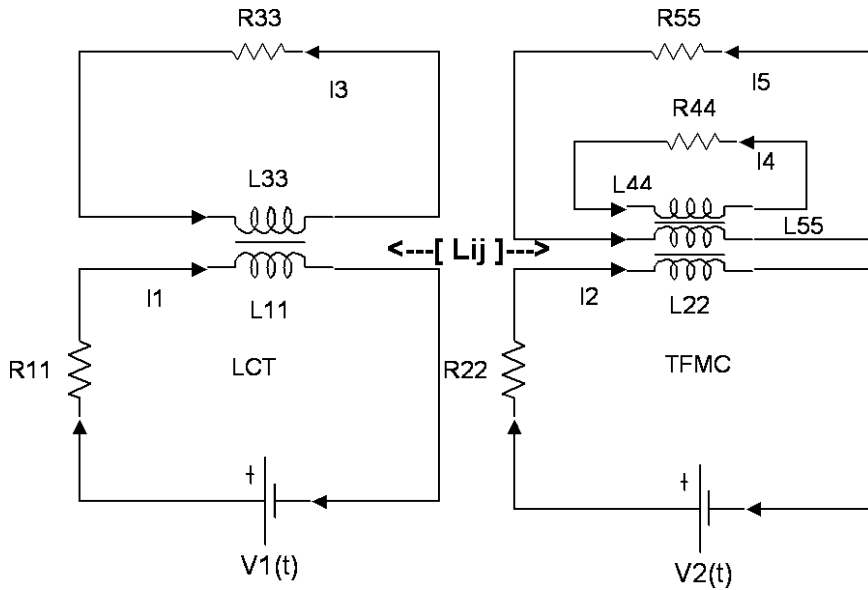 R33
I3
L33
I1
L11
R11
LCT
+
V1(t)
<---[ Lij ]--->
R55
I5
R44
I4
L44
L55
I2
L22
R22
TFMC
+
V2(t)